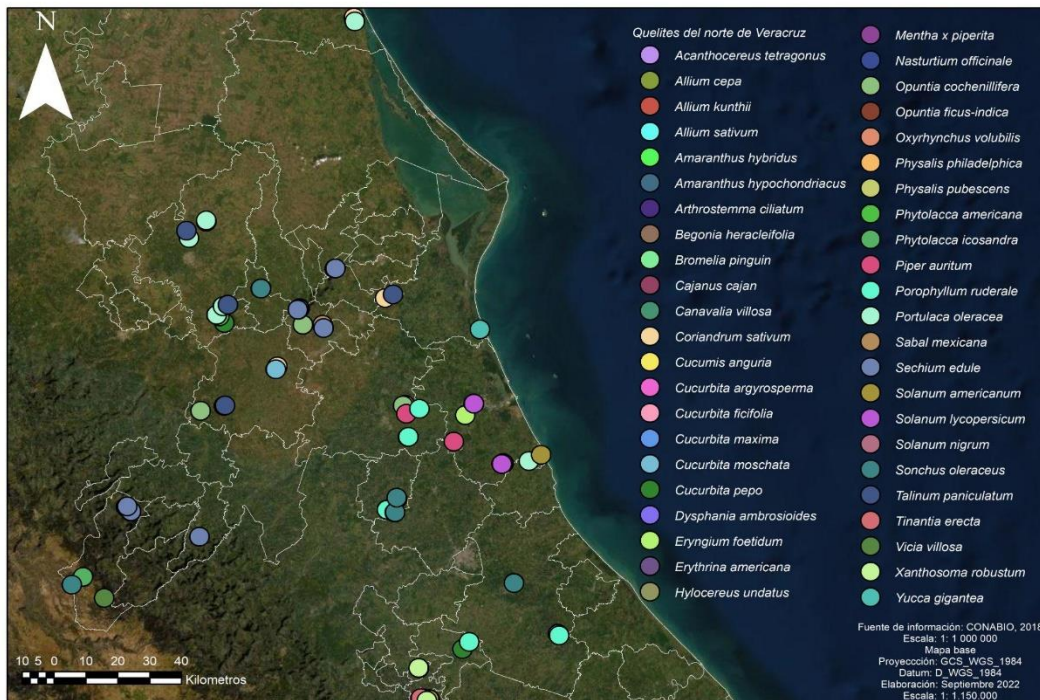 N
Quelites del norte de Veracruz
Acanthocereus tetragonus
Allium cepa
Allium kunthii
Allium sativum
Amaranthus hybridus
Amaranthus hypochondriacus
Arthrostemma ciliatum
Begonia heracleifolia
Bromelia pinguin
Cajanus cajan
Canavalia villosa
Coriandrum sativum
Cucumis anguria
Cucurbita argyrosperma
Cucurbita ficifolia
Cucurbita maxima
Cucurbita moschata
Cucurbita pepo
Dysphania ambrosioides
Eryngium foetidum
Erythrina americana
Hylocereus undatus
Mentha x piperita
Nasturtium officinale
Opuntia cochenillifera
Opuntia ficus-indica
Oxyrhynchus volubilis
Physalis philadelphica
Physalis pubescens
Phytolacca americana
Phytolacca icosandra
Piper auritum
Porophyllum ruderale
Portulaca oleracea
Sabal mexicana
Sechium edule
Solanum americanum
Solanum lycopersicum
Solanum nigrum
Sonchus oleraceus
Talinum paniculatum
Tinantia erecta
Vicia villosa
Xanthosoma robustum
Yucca gigantea
Fuente de información: CONABIO, 2018
Escala: 1: 1 000 000
Mapa base
Proyeccción: GCS_WGS_1984
Datum: D_WGS_1984
Elaboración: Septiembre 2022
Escala: 1: 1.150.000
10 5 0 10 20 30 40
Kilometros